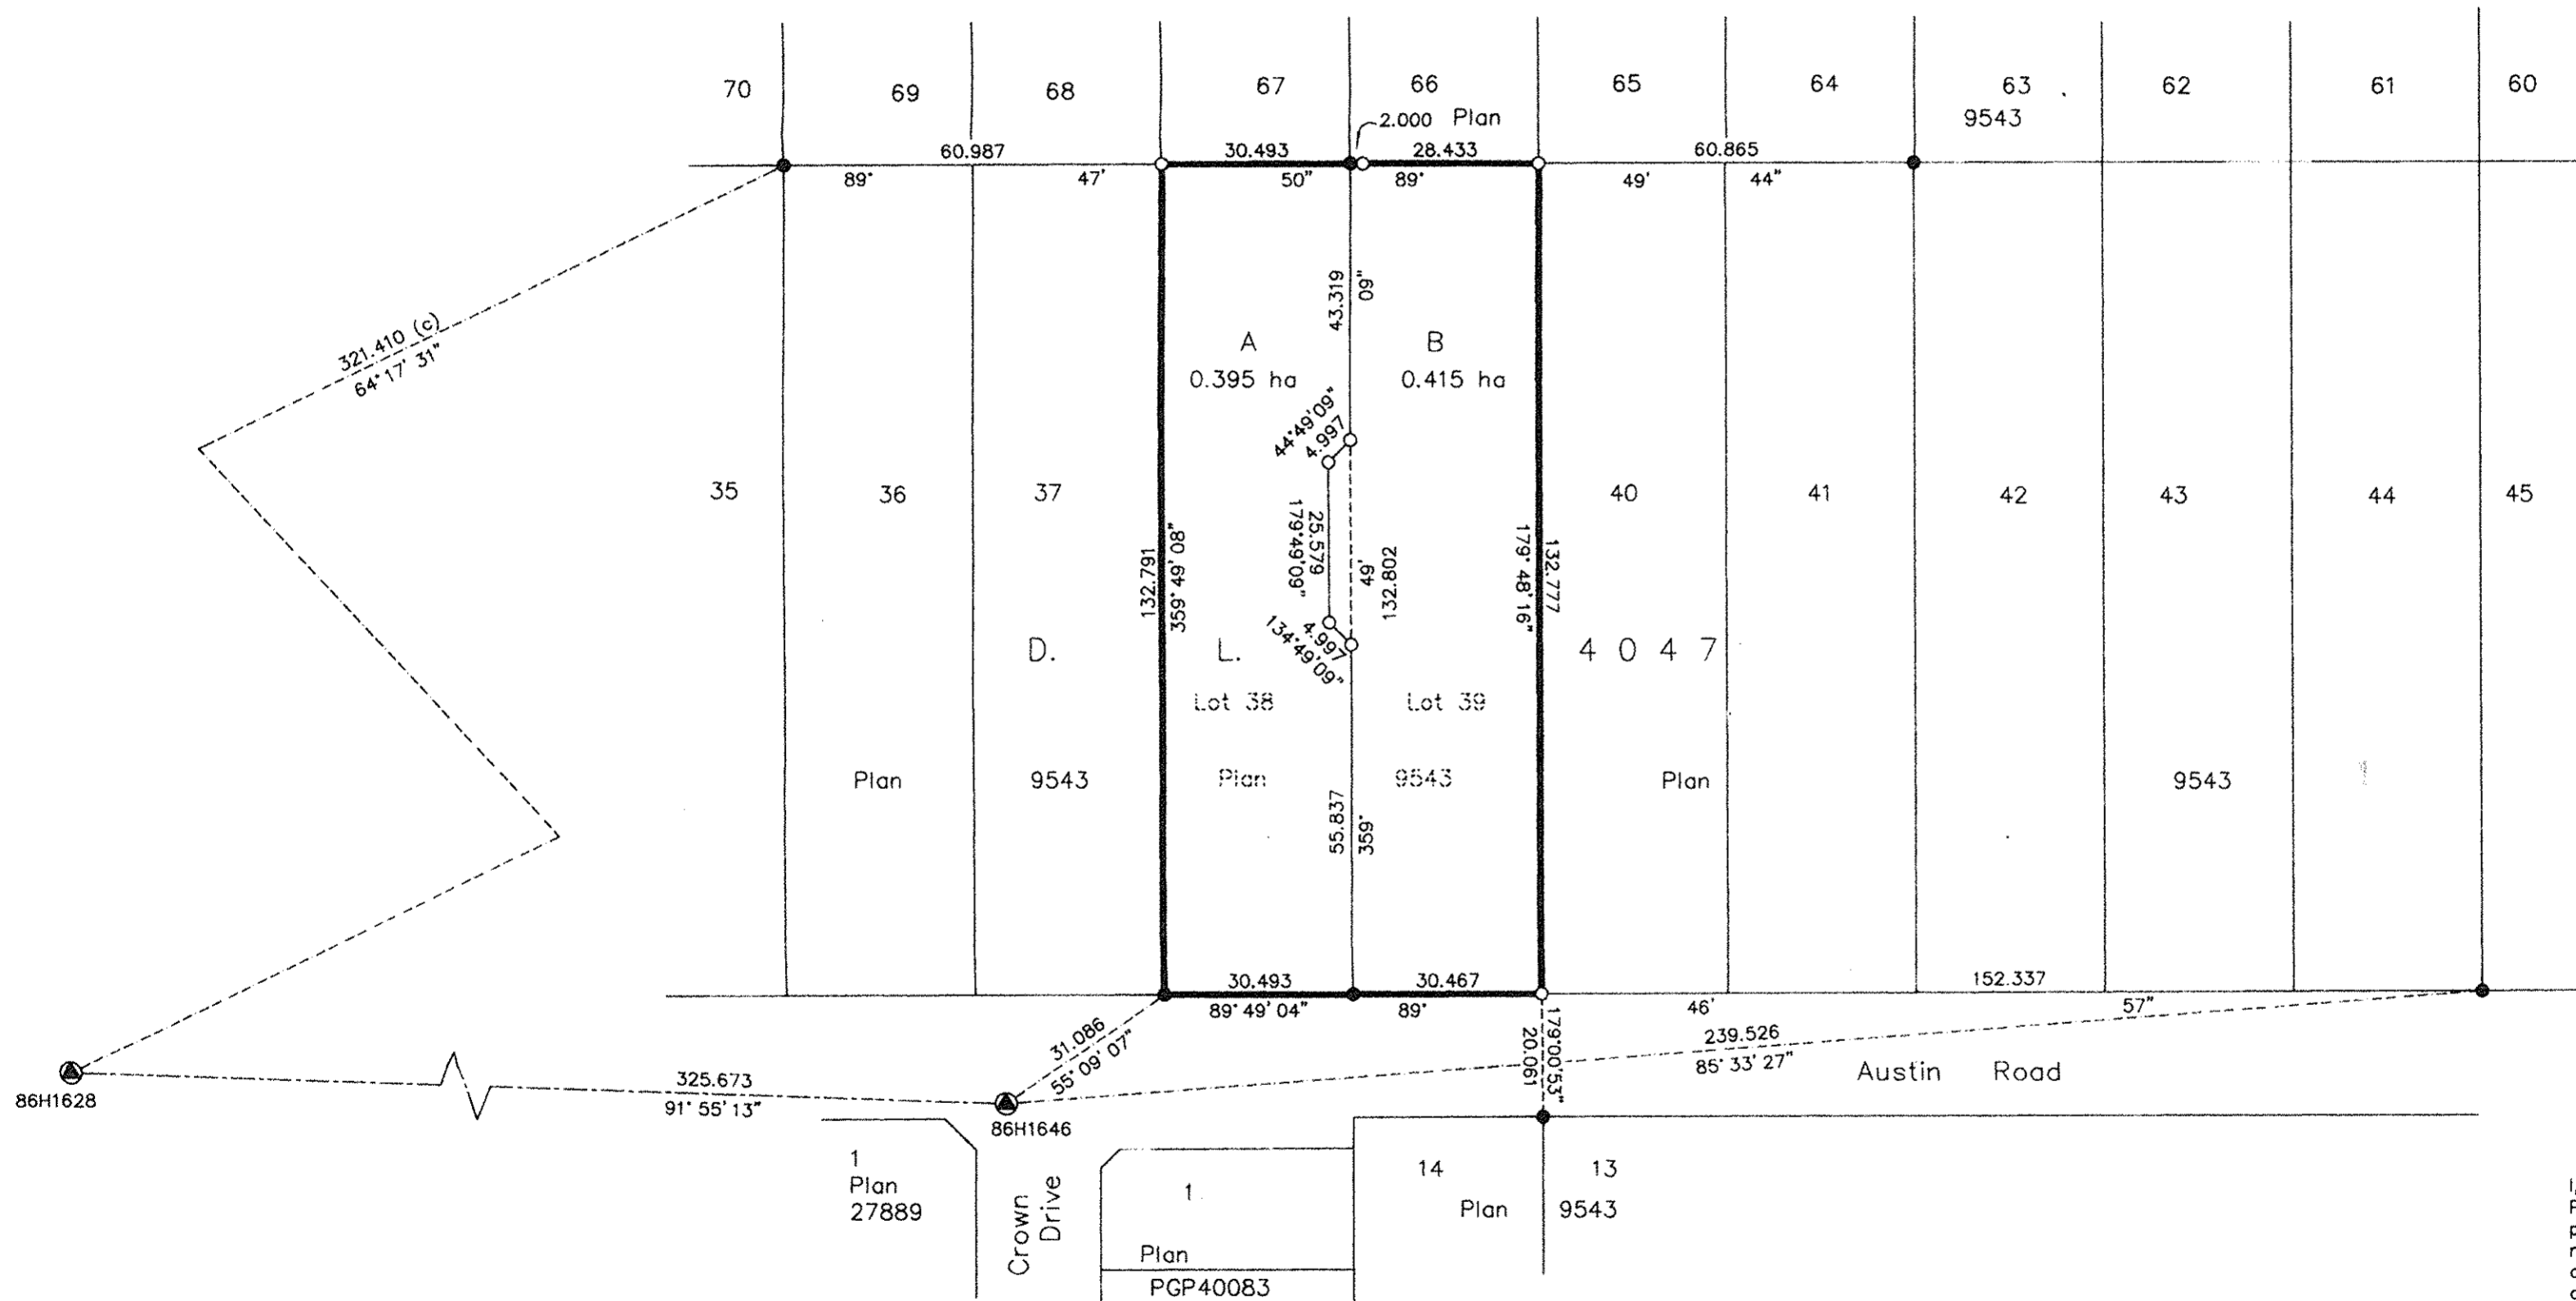 70 69 68 67 66 65 64 63 62 61 60
2.000 Plan 9543
60.987 30.493 28.433 60.865
89° 47' 50" 89° 49' 44"
321.410 (c)
64° 17' 31"
43.319
09"
A B
0.395 ha 0.415 ha
44°49'09"
4.997
35 36 37 40 41 42 43 44 45
25.579
179°49'09"
132.791
359° 49' 08"
49'
132.802
132.777
179° 48' 16"
4.997
134°49'09"
D. L. 4 0 4 7
Lot 38 Lot 39
Plan 9543 Plan 9543 Plan 9543
55.837
359°
30.493 30.467 152.337
89° 49' 04" 89° 46' 57"
31.086
55° 09' 07"
179°00'53"
20.061
239.526
85° 33' 27"
Austin Road
325.673
91° 55' 13"
86H1628
86H1646
1
Plan
27889
Crown
Drive
1
Plan
PGP40083
14 13
Plan 9543